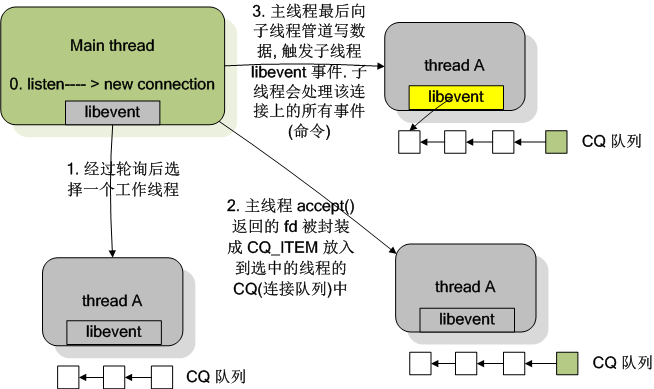 Main thread
0. listen---- > new connection
libevent
3. 主线程最后向
子线程管道写数
据, 触发子线程
libevent 事件. 子
线程会处理该连
接上的所有事件
(命令)
thread A
libevent
CQ 队列
1. 经过轮询后选
择一个工作线程
2. 主线程 accept()
返回的 fd 被封装
成 CQ_ITEM 放入
到选中的线程的
CQ(连接队列)中
thread A
libevent
CQ 队列
thread A
libevent
CQ 队列